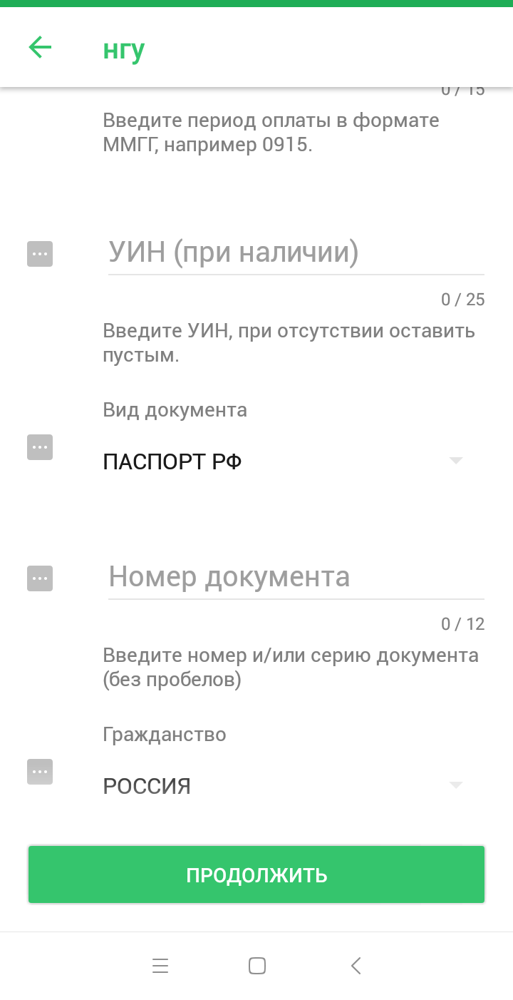 нгу
0 / 15
Введите период оплаты в формате
ММГГ, например 0915.
УИН (при наличии)
0 / 25
Введите УИН, при отсутствии оставить
пустым.
Вид документа
ПАСПОРТ РФ
Номер документа
0 / 12
Введите номер и/или серию документа
(без пробелов)
Гражданство
РОССИЯ
ПРОДОЛЖИТЬ